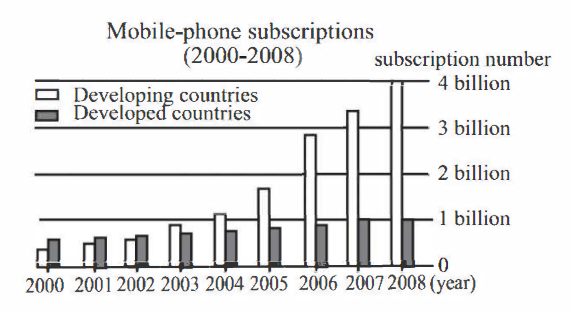 Mobile-phone subscriptions
(2000-2008)
subscription number
4 billion
Developing countries
Developed countries
3 billion
2 billion
1 billion
0
2000 2001 2002 2003 2004 2005 2006 2007 2008 (year)